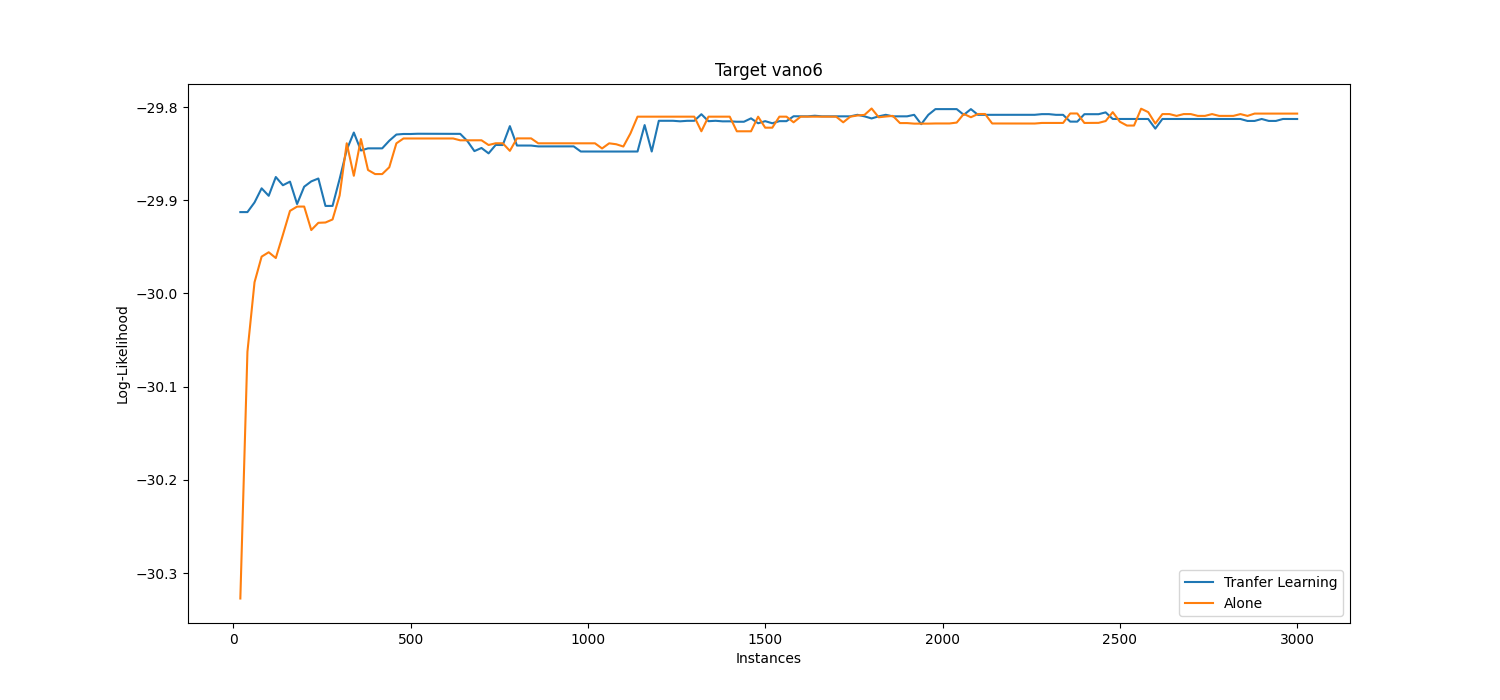 Target vano6
Log-Likelihood
−29.8
−29.9
−30.0
−30.1
−30.2
−30.3
0
500
1000
1500
2000
2500
3000
Instances
Tranfer Learning
Alone